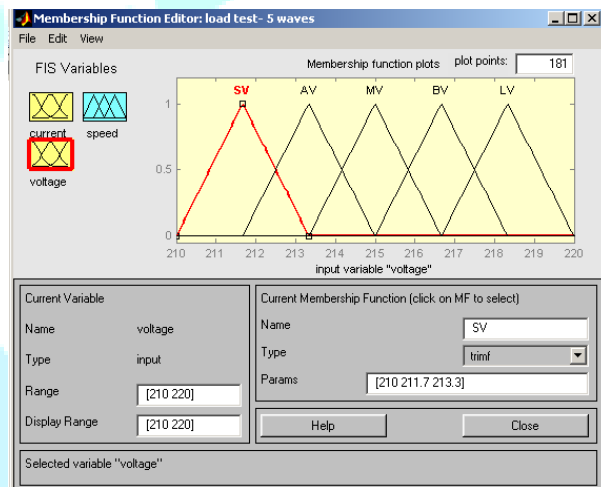 Membership Function Editor: load test- 5 waves
File Edit View
FIS Variables
Membership function plots plot points: 181
current speed
voltage
SV AV MV BV LV
1
0.5
0
210 211 212 213 214 215 216 217 218 219 220
input variable "voltage"
Current Variable
Name voltage
Type input
Range [210 220]
Display Range [210 220]
Current Membership Function (click on MF to select)
Name SV
Type trimf
Params [210 211.7 213.3]
Help Close
Selected variable "voltage"